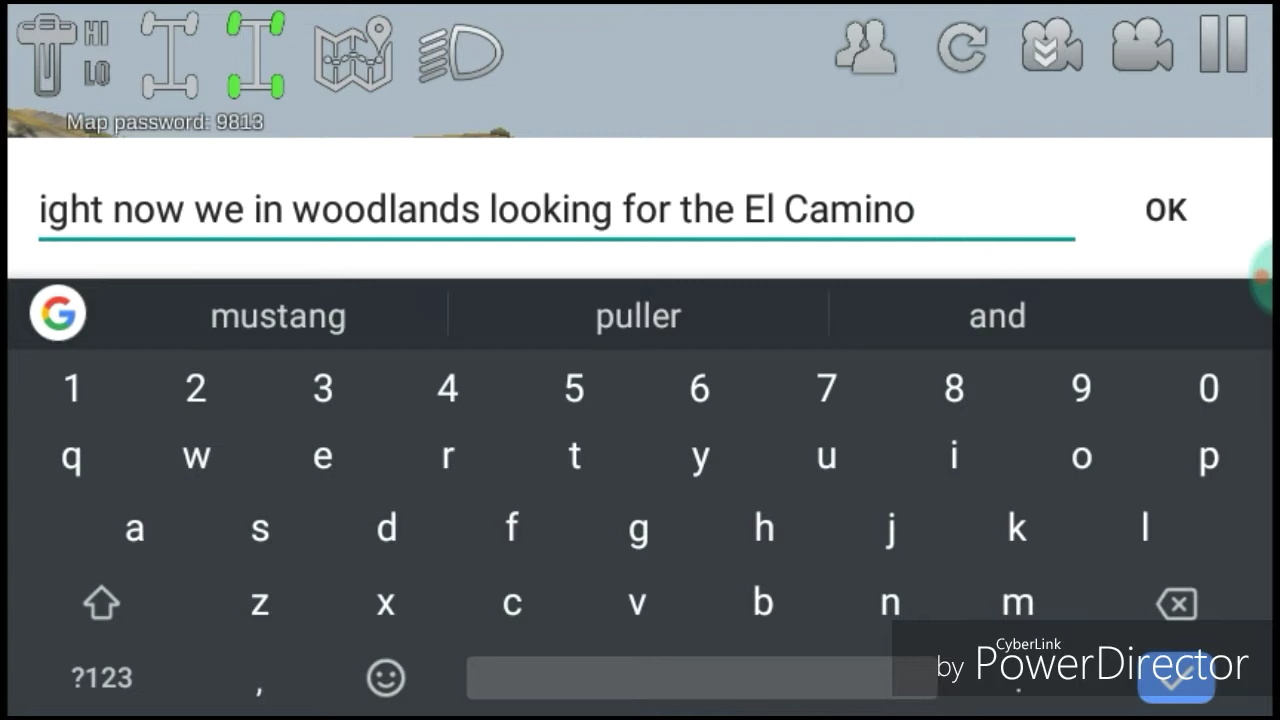 HI
LO
Map password: 9813
ight now we in woodlands looking for the El Camino
OK
G
mustang puller and
1 2 3 4 5 6 7 8 9 0
q w e r t y u i o p
a s d f g h j k l
z x c v b n m
?123 , .
CyberLink
by PowerDirector